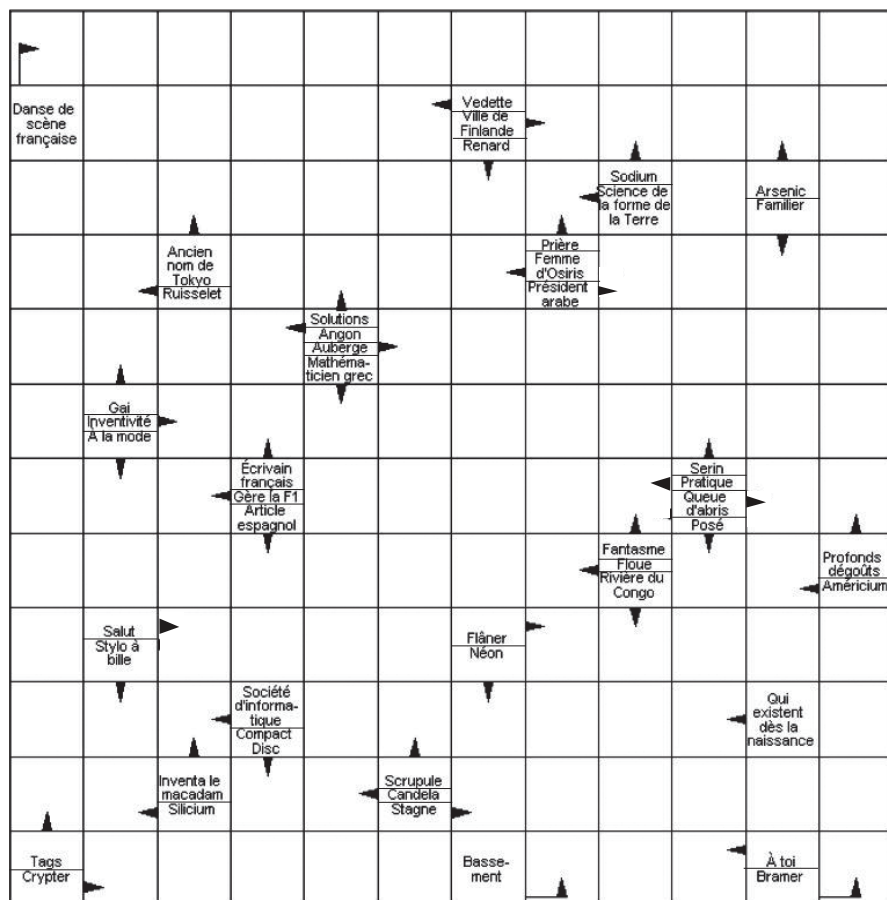 Danse de
scène
française
Vedette
Ville de
Finlande
Renard
Sodium
Science de
la forme de
la Terre
Arsenic
Familier
Ancien
nom de
Tokyo
Ruisselet
Prière
Femme
d'Osiris
Président
arabe
Solutions
Angon
Auberge
Mathéma-
ticien grec
Gai
Inventivité
À la mode
Écrivain
français
Gère la F1
Article
espagnol
Serin
Pratique
Queue
d'abris
Posé
Fantasme
Floue
Rivière du
Congo
Profonds
dégoûts
Américium
Salut
Stylo à
bille
Flâner
Néon
Société
d'informa-
tique
Compact
Disc
Qui
existent
dès la
naissance
Inventa le
macadam
Silicium
Scrupule
Candela
Stagne
Tags
Crypter
Basse-
ment
À toi
Bramer